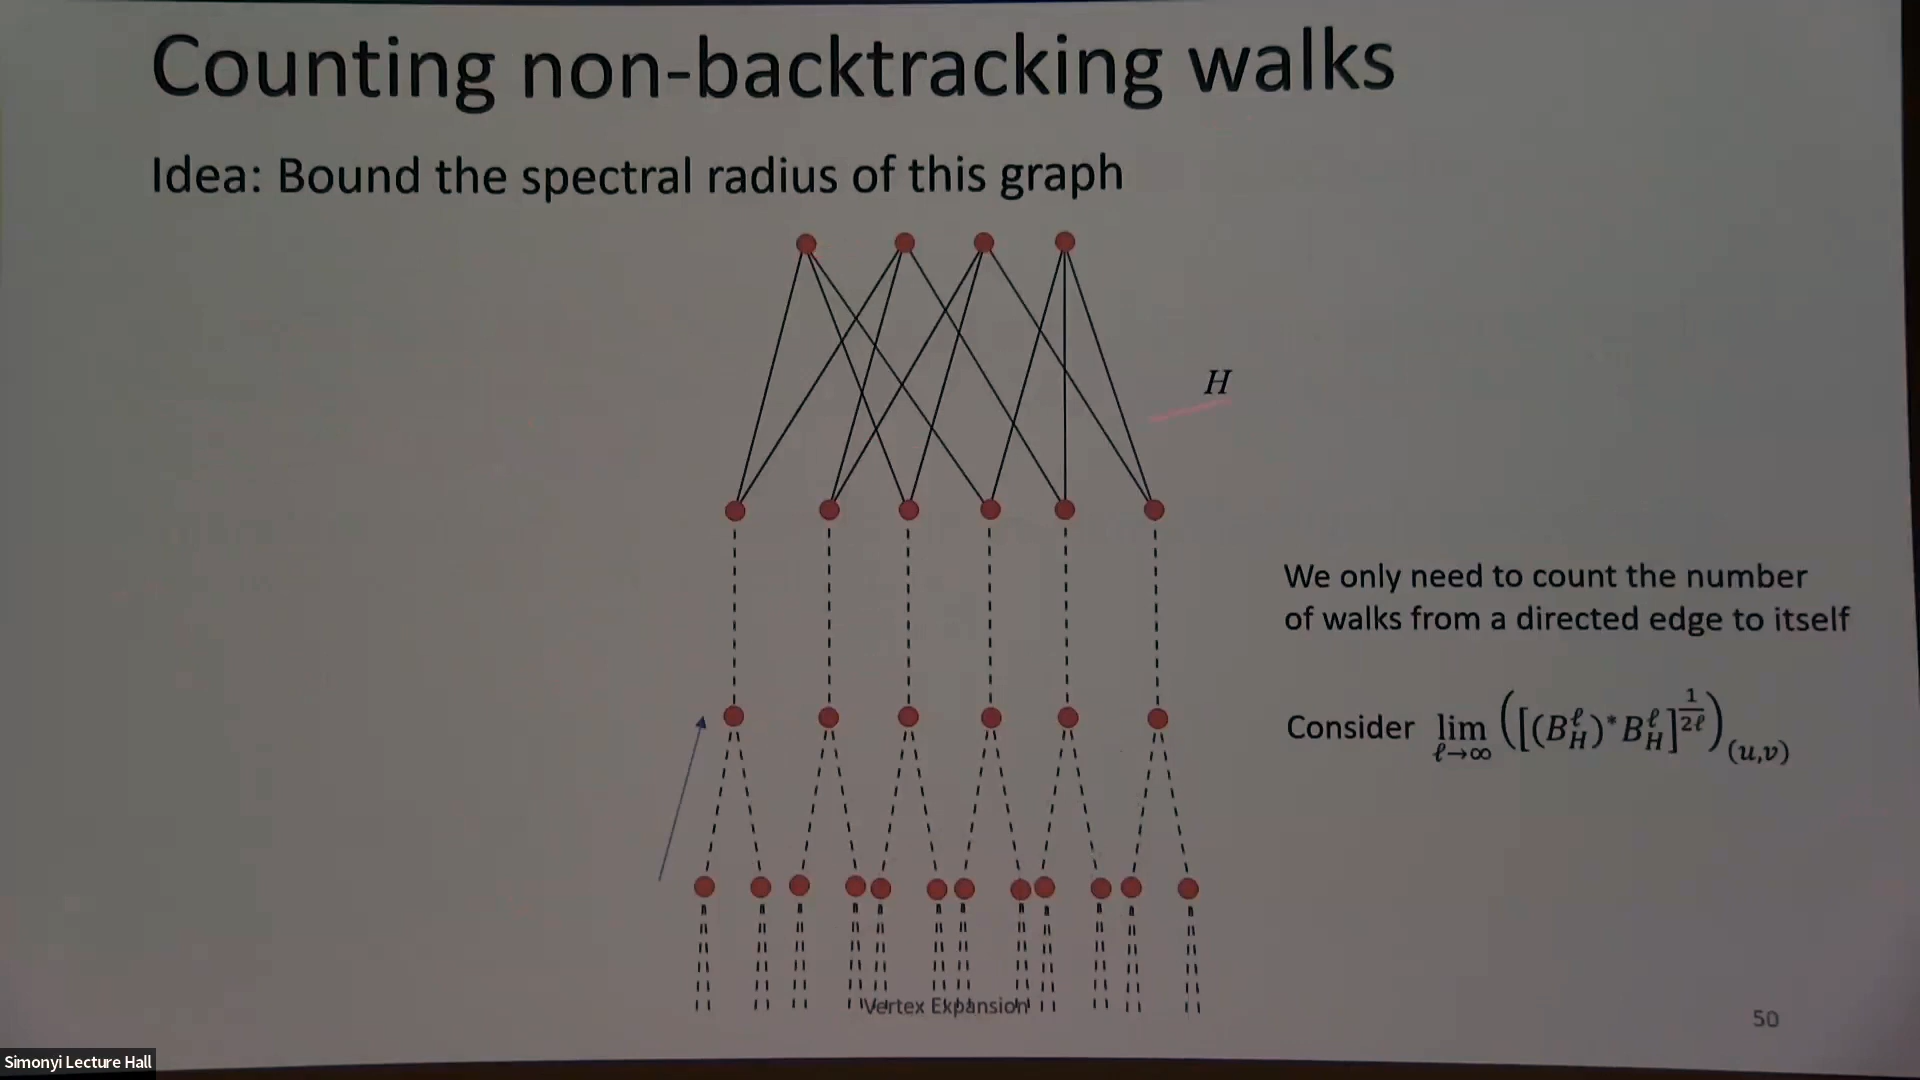 Counting non-backtracking walks
Idea: Bound the spectral radius of this graph
H
We only need to count the number
of walks from a directed edge to itself
Consider lim_{ℓ→∞} ([(B_H^ℓ)* B_H^ℓ]^{1/2ℓ})_{(u,v)}
Vertex Expansion
50
Simonyi Lecture Hall